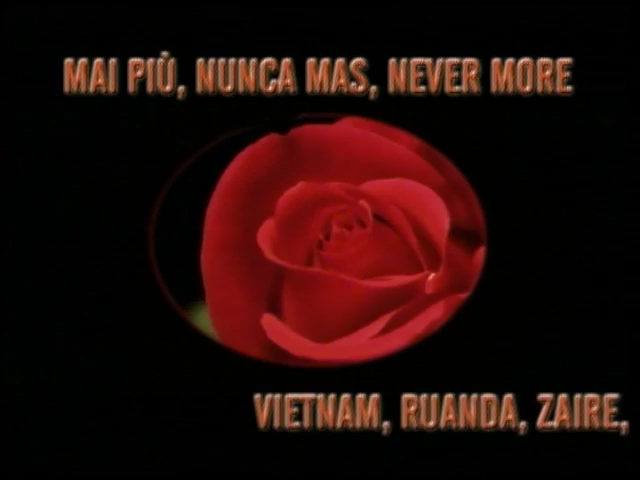 MAI PIÙ, NUNCA MAS, NEVER MORE
VIETNAM, RUANDA, ZAIRE,